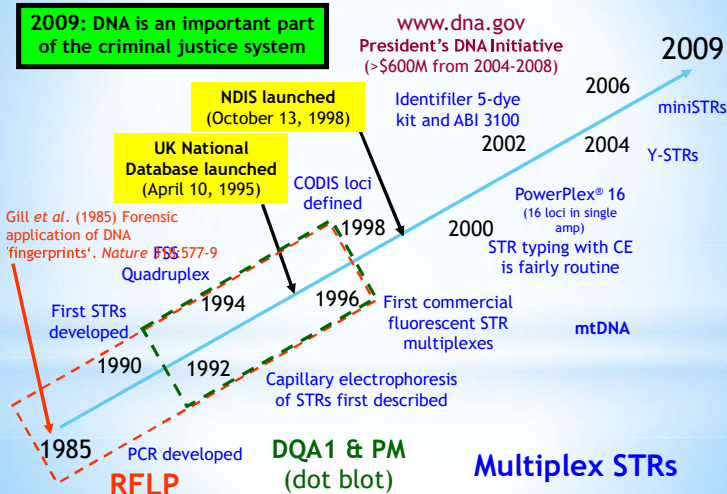 2009: DNA is an important part
of the criminal justice system
www.dna.gov
President's DNA Initiative
(>$600M from 2004-2008)
2009
2006
miniSTRs
NDIS launched
(October 13, 1998)
Identifiler 5-dye
kit and ABI 3100
2002
2004
Y-STRs
UK National
Database launched
(April 10, 1995)
CODIS loci
defined
1998
2000
PowerPlex® 16
(16 loci in single
amp)
STR typing with CE
is fairly routine
Gill et al. (1985) Forensic
application of DNA
'fingerprints'. Nature :577-9
FSS
Quadruplex
First STRs
developed
1994
1996
First commercial
fluorescent STR
multiplexes
mtDNA
1990
1992
Capillary electrophoresis
of STRs first described
1985
PCR developed
RFLP
DQA1 & PM
(dot blot)
Multiplex STRs